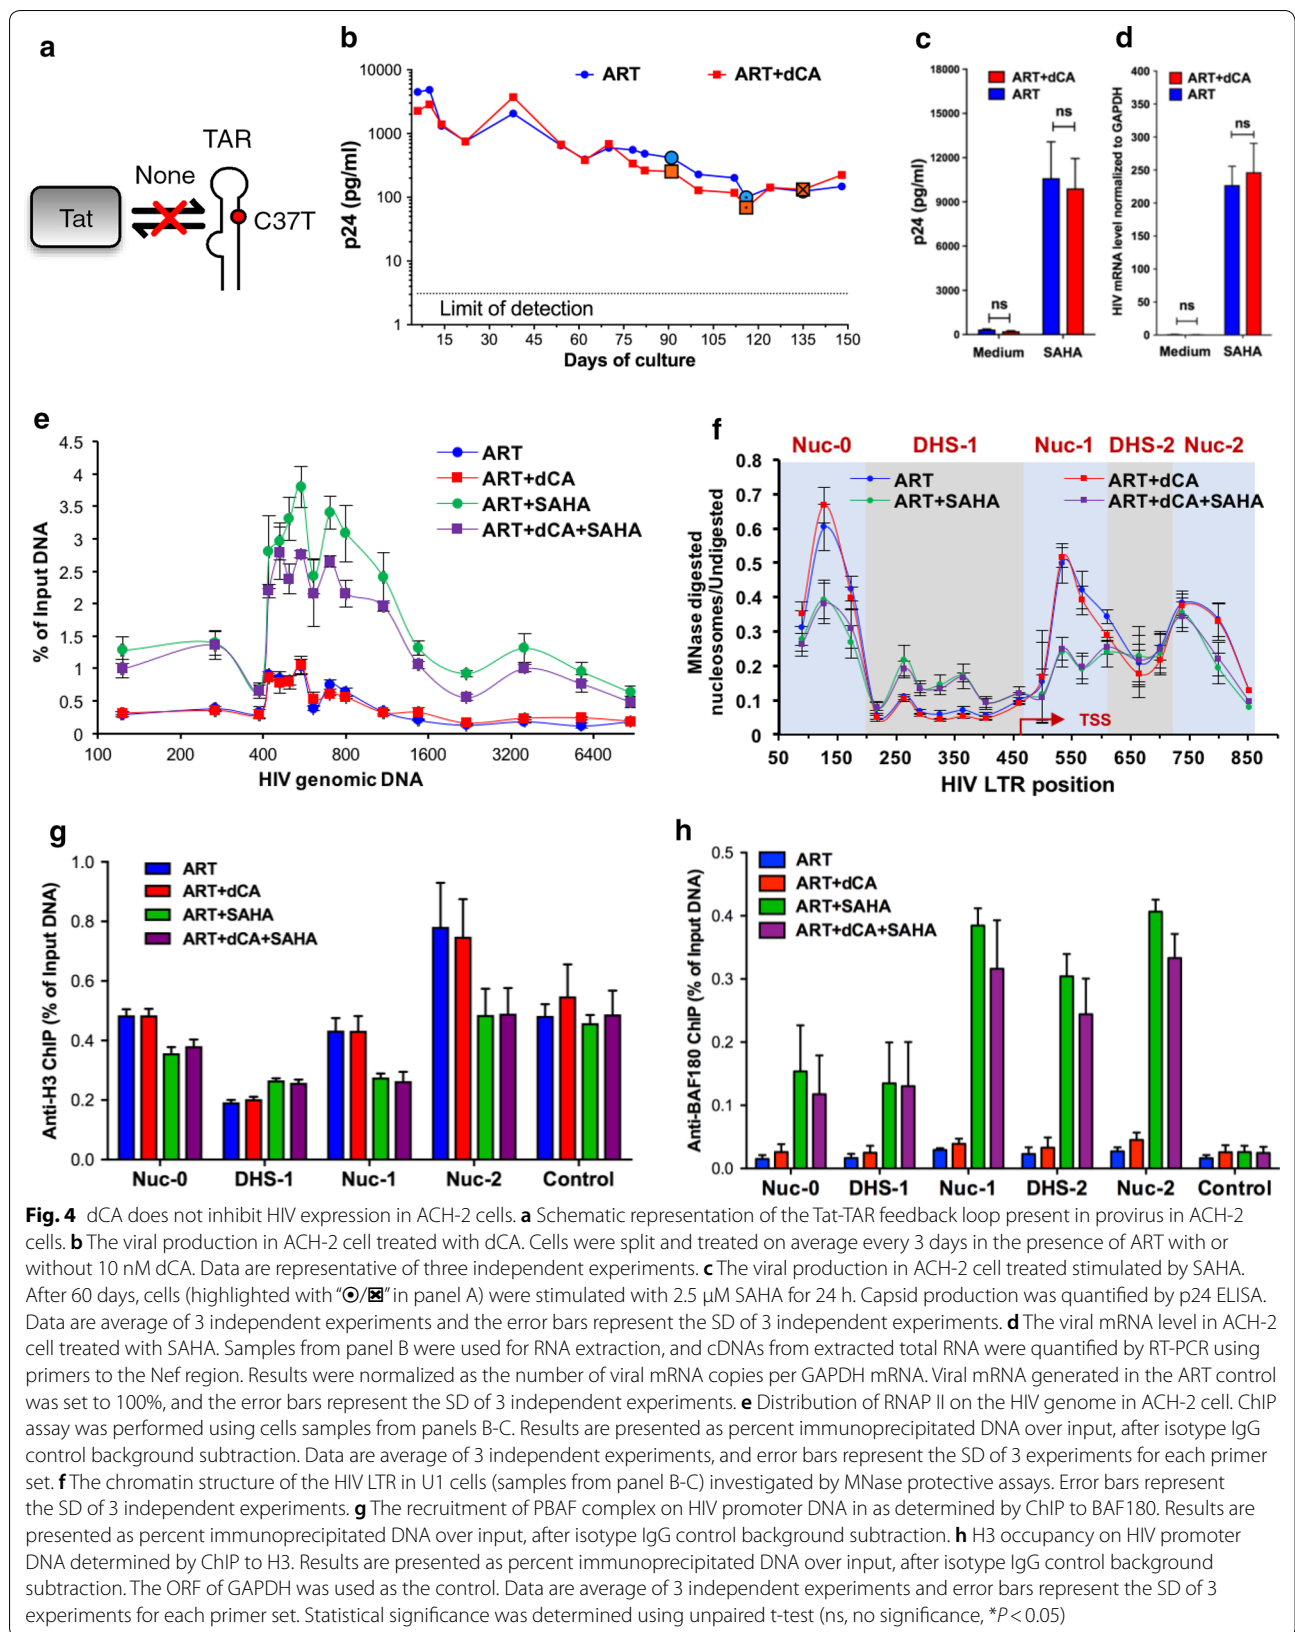 a
TAR
None
Tat
C37T
b
ART
ART+dCA
p24 (pg/ml)
10000
1000
100
10
1
Limit of detection
15 30 45 60 75 90 105 120 135 150
Days of culture
c
ART+dCA
ART
p24 (pg/ml)
18000
15000
12000
9000
6000
3000
0
ns
ns
Medium SAHA
d
ART+dCA
ART
HIV mRNA level normalized to GAPDH
400
350
300
250
200
150
100
50
0
ns
ns
Medium SAHA
e
ART
ART+dCA
ART+SAHA
ART+dCA+SAHA
% of Input DNA
4.5
4
3.5
3
2.5
2
1.5
1
0.5
0
100 200 400 800 1600 3200 6400
HIV genomic DNA
f
Nuc-0 DHS-1 Nuc-1 DHS-2 Nuc-2
ART ART+dCA
ART+SAHA ART+dCA+SAHA
MNase digested
nucleosomes/Undigested
0.8
0.7
0.6
0.5
0.4
0.3
0.2
0.1
0
TSS
50 150 250 350 450 550 650 750 850
HIV LTR position
g
ART
ART+dCA
ART+SAHA
ART+dCA+SAHA
Anti-H3 ChIP (% of Input DNA)
1.0
0.8
0.6
0.4
0.2
0.0
Nuc-0 DHS-1 Nuc-1 Nuc-2 Control
h
ART
ART+dCA
ART+SAHA
ART+dCA+SAHA
Anti-BAF180 ChIP (% of Input DNA)
0.5
0.4
0.3
0.2
0.1
0.0
Nuc-0 DHS-1 Nuc-1 DHS-2 Nuc-2 Control
Fig. 4 dCA does not inhibit HIV expression in ACH-2 cells. a Schematic representation of the Tat-TAR feedback loop present in provirus in ACH-2
cells. b The viral production in ACH-2 cell treated with dCA. Cells were split and treated on average every 3 days in the presence of ART with or
without 10 nM dCA. Data are representative of three independent experiments. c The viral production in ACH-2 cell treated stimulated by SAHA.
After 60 days, cells (highlighted with “⦿/🗷” in panel A) were stimulated with 2.5 µM SAHA for 24 h. Capsid production was quantified by p24 ELISA.
Data are average of 3 independent experiments and the error bars represent the SD of 3 independent experiments. d The viral mRNA level in ACH-2
cell treated with SAHA. Samples from panel B were used for RNA extraction, and cDNAs from extracted total RNA were quantified by RT-PCR using
primers to the Nef region. Results were normalized as the number of viral mRNA copies per GAPDH mRNA. Viral mRNA generated in the ART control
was set to 100%, and the error bars represent the SD of 3 independent experiments. e Distribution of RNAP II on the HIV genome in ACH-2 cell. ChIP
assay was performed using cells samples from panels B-C. Results are presented as percent immunoprecipitated DNA over input, after isotype IgG
control background subtraction. Data are average of 3 independent experiments, and error bars represent the SD of 3 experiments for each primer
set. f The chromatin structure of the HIV LTR in U1 cells (samples from panel B-C) investigated by MNase protective assays. Error bars represent
the SD of 3 independent experiments. g The recruitment of PBAF complex on HIV promoter DNA in as determined by ChIP to BAF180. Results are
presented as percent immunoprecipitated DNA over input, after isotype IgG control background subtraction. h H3 occupancy on HIV promoter
DNA determined by ChIP to H3. Results are presented as percent immunoprecipitated DNA over input, after isotype IgG control background
subtraction. The ORF of GAPDH was used as the control. Data are average of 3 independent experiments and error bars represent the SD of 3
experiments for each primer set. Statistical significance was determined using unpaired t-test (ns, no significance, *P < 0.05)